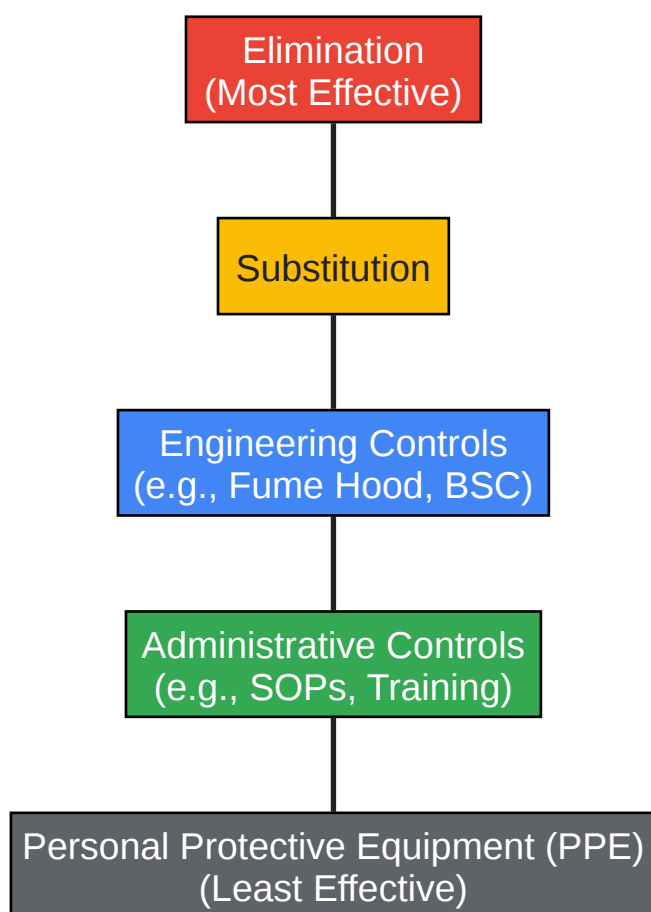 Elimination
(Most Effective)
Substitution
Engineering Controls
(e.g., Fume Hood, BSC)
Administrative Controls
(e.g., SOPs, Training)
Personal Protective Equipment (PPE)
(Least Effective)